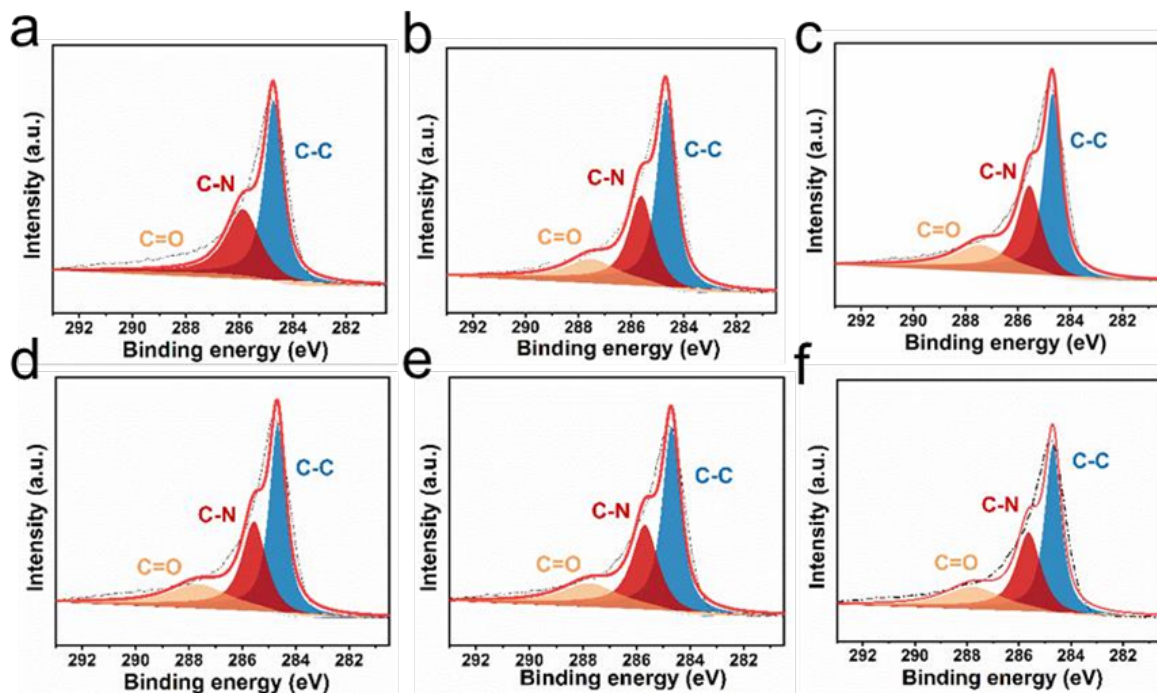 a
C-C
C-N
C=O
Intensity (a.u.)
292 290 288 286 284 282
Binding energy (eV)
b
C-C
C-N
C=O
Intensity (a.u.)
292 290 288 286 284 282
Binding energy (eV)
c
C-C
C-N
C=O
Intensity (a.u.)
292 290 288 286 284 282
Binding energy (eV)
d
C-C
C-N
C=O
Intensity (a.u.)
292 290 288 286 284 282
Binding energy (eV)
e
C-C
C-N
C=O
Intensity (a.u.)
292 290 288 286 284 282
Binding energy (eV)
f
C-C
C-N
C=O
Intensity (a.u.)
292 290 288 286 284 282
Binding energy (eV)